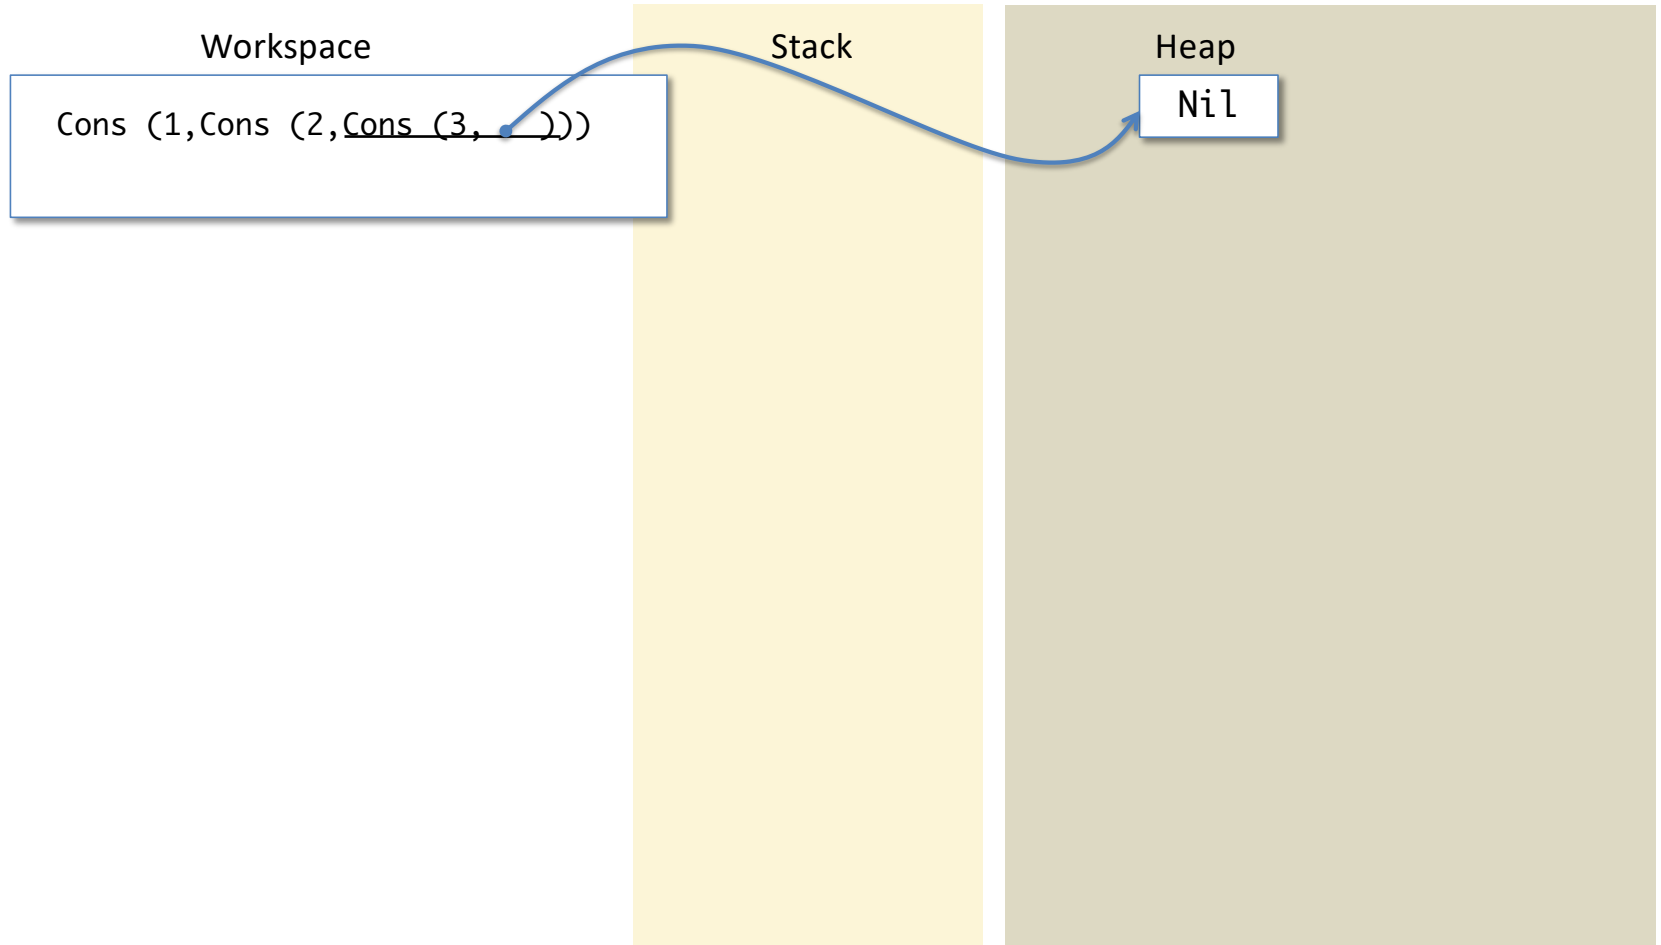 Workspace
Stack
Heap
Nil
Cons (1,Cons (2,Cons (3,   )))